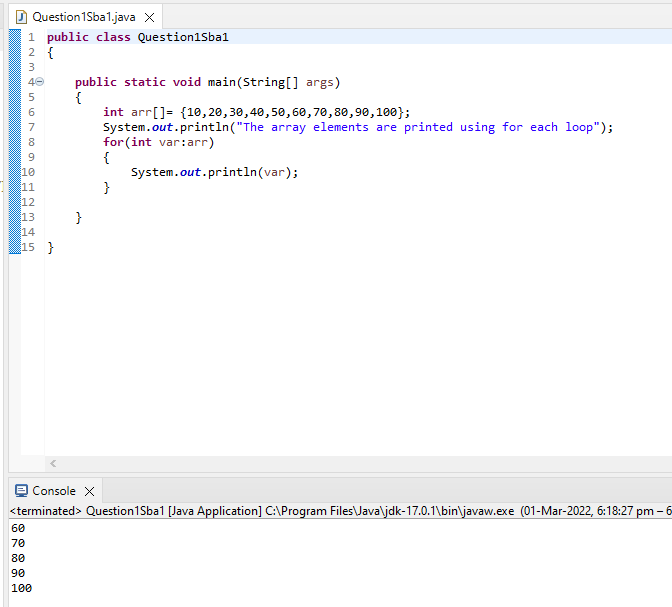 Question1Sba1.java
1 public class Question1Sba1
2 {
3
4 public static void main(String[] args)
5 {
6 int arr[]= {10,20,30,40,50,60,70,80,90,100};
7 System.out.println("The array elements are printed using for each loop");
8 for(int var:arr)
9 {
10 System.out.println(var);
11 }
12
13 }
14
15 }
Console
<terminated> Question1Sba1 [Java Application] C:\Program Files\Java\jdk-17.0.1\bin\javaw.exe (01-Mar-2022, 6:18:27 pm – 6
60
70
80
90
100